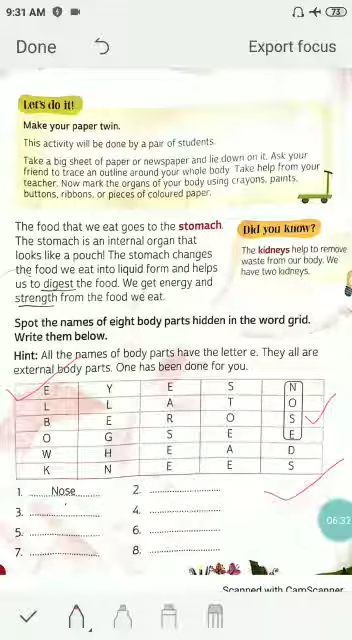 9:31 AM
73
Done
Export focus
Let's do it!
Make your paper twin.
This activity will be done by a pair of students.
Take a big sheet of paper or newspaper and lie down on it. Ask your
friend to trace an outline around your whole body. Take help from your
teacher. Now mark the organs of your body using crayons, paints,
buttons, ribbons, or pieces of coloured paper.
The food that we eat goes to the stomach.
The stomach is an internal organ that
looks like a pouch! The stomach changes
the food we eat into liquid form and helps
us to digest the food. We get energy and
strength from the food we eat.
Did you know?
The kidneys help to remove
waste from our body. We
have two kidneys.
Spot the names of eight body parts hidden in the word grid.
Write them below.
Hint: All the names of body parts have the letter e. They all are
external body parts. One has been done for you.
E Y E S N
L L A T O
B E R O S
O G S E E
W H E A D
K N E E S
1. Nose 2.
3. 4.
5. 6.
7. 8.
06:32
Scanned with CamScanner